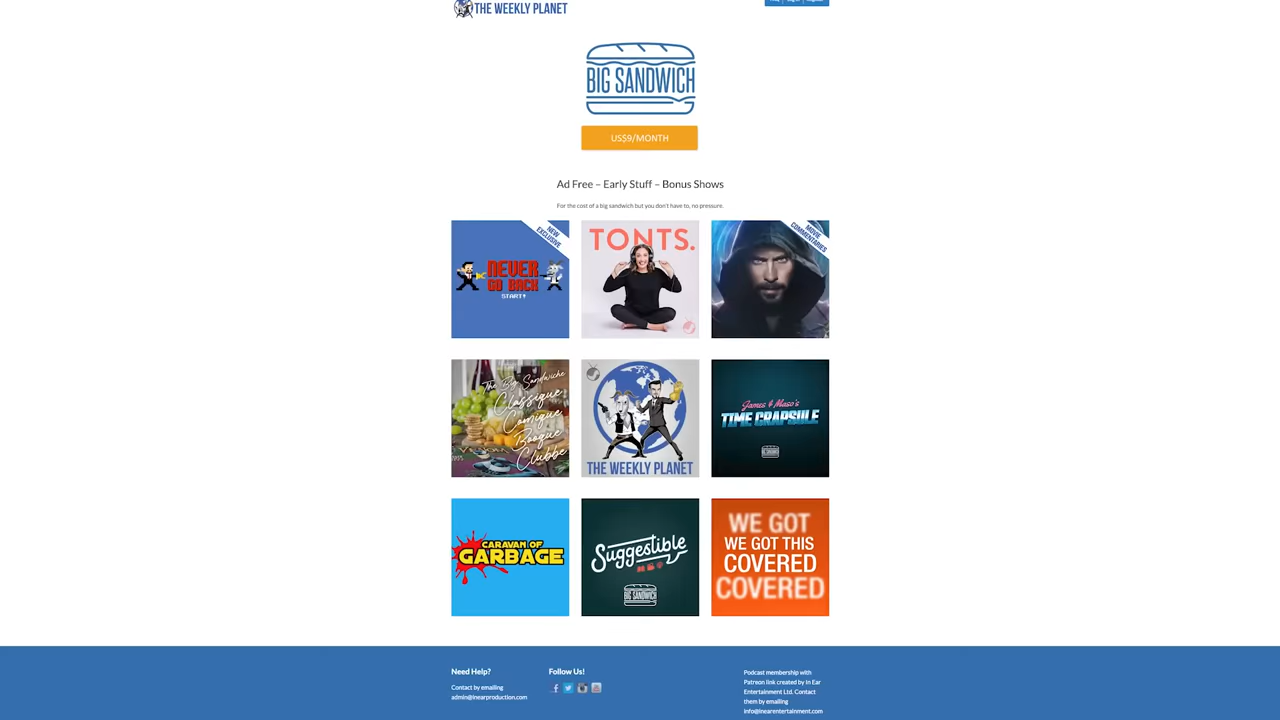 THE WEEKLY PLANET
BIG SANDWICH
US$9/MONTH
Ad Free – Early Stuff – Bonus Shows
For the cost of a big sandwich but you don't have to, no pressure.
NEW
EXCLUSIVE
NEVER
GO BACK
START!
TONTS.
MOVIE
COMMENTARIES
The Big Sandwiche
Classique
Comique
Booque
Clubbe
THE WEEKLY PLANET
James & Maso's
TIME CRAPSULE
CARAVAN OF
GARBAGE
Suggestible
BIG SANDWICH
WE GOT
WE GOT THIS
COVERED
COVERED
Need Help?
Contact by emailing
admin@inearproduction.com
Follow Us!
Podcast membership with
Patreon link created by In Ear
Entertainment Ltd. Contact
them by emailing
info@inearentertainment.com